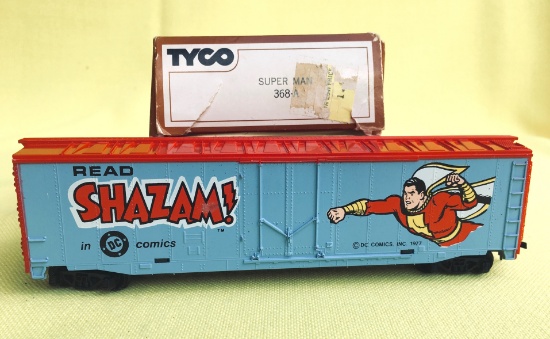 TYCO
SUPER MAN
368-A
READ
SHAZAM!
TM
in DC comics
© DC COMICS, INC. 1977